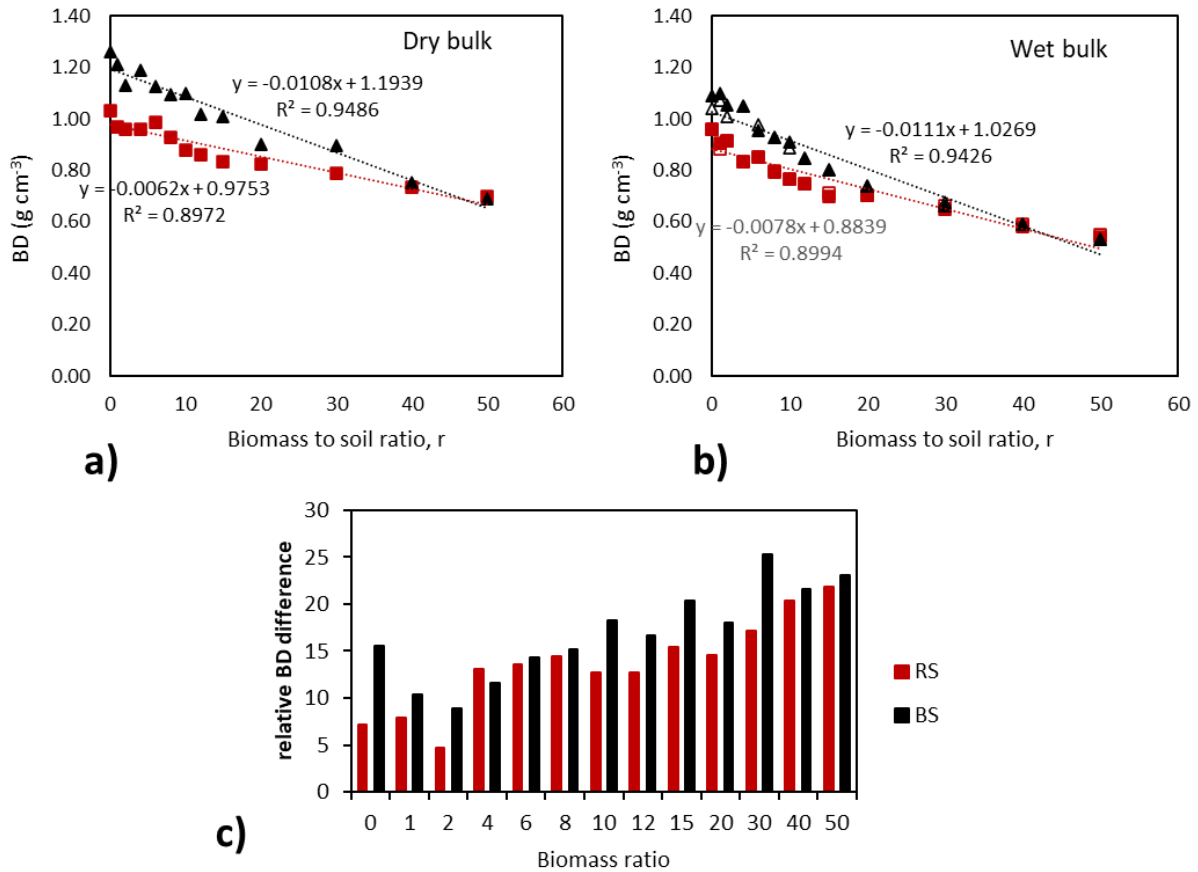 Dry bulk
1.40
1.20
1.00
0.80
0.60
0.40
0.20
0.00
BD (g cm⁻³)
y = -0.0108x + 1.1939
R² = 0.9486
y = -0.0062x + 0.9753
R² = 0.8972
0 10 20 30 40 50 60
Biomass to soil ratio, r
a)
Wet bulk
1.40
1.20
1.00
0.80
0.60
0.40
0.20
0.00
BD (g cm⁻³)
y = -0.0111x + 1.0269
R² = 0.9426
y = -0.0078x + 0.8839
R² = 0.8994
0 10 20 30 40 50 60
Biomass to soil ratio, r
b)
30
25
20
15
10
5
0
relative BD difference
0 1 2 4 6 8 10 12 15 20 30 40 50
Biomass ratio
RS
BS
c)